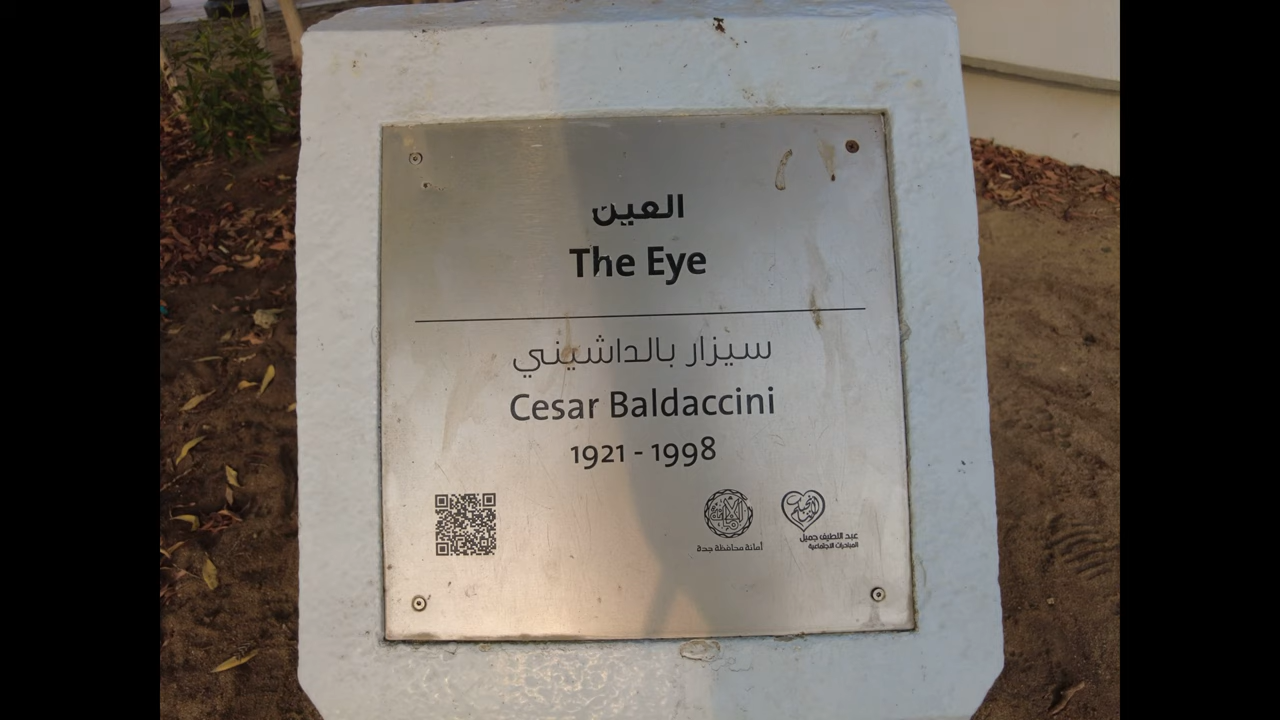 العين
The Eye
سيزار بالداشيني
Cesar Baldaccini
1921 - 1998
أمانة محافظة جدة
عبد اللطيف جميل
المبادرات الاجتماعية